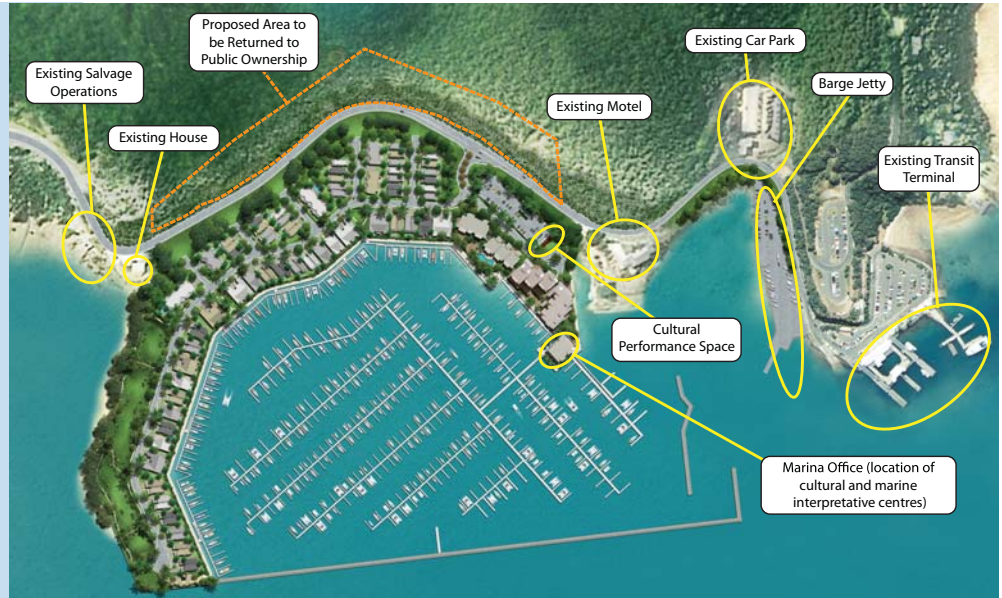 Proposed Area to
be Returned to
Public Ownership
Existing Car Park
Existing Salvage
Operations
Barge Jetty
Existing House
Existing Motel
Existing Transit
Terminal
Cultural
Performance Space
Marina Office (location of
cultural and marine
interpretative centres)